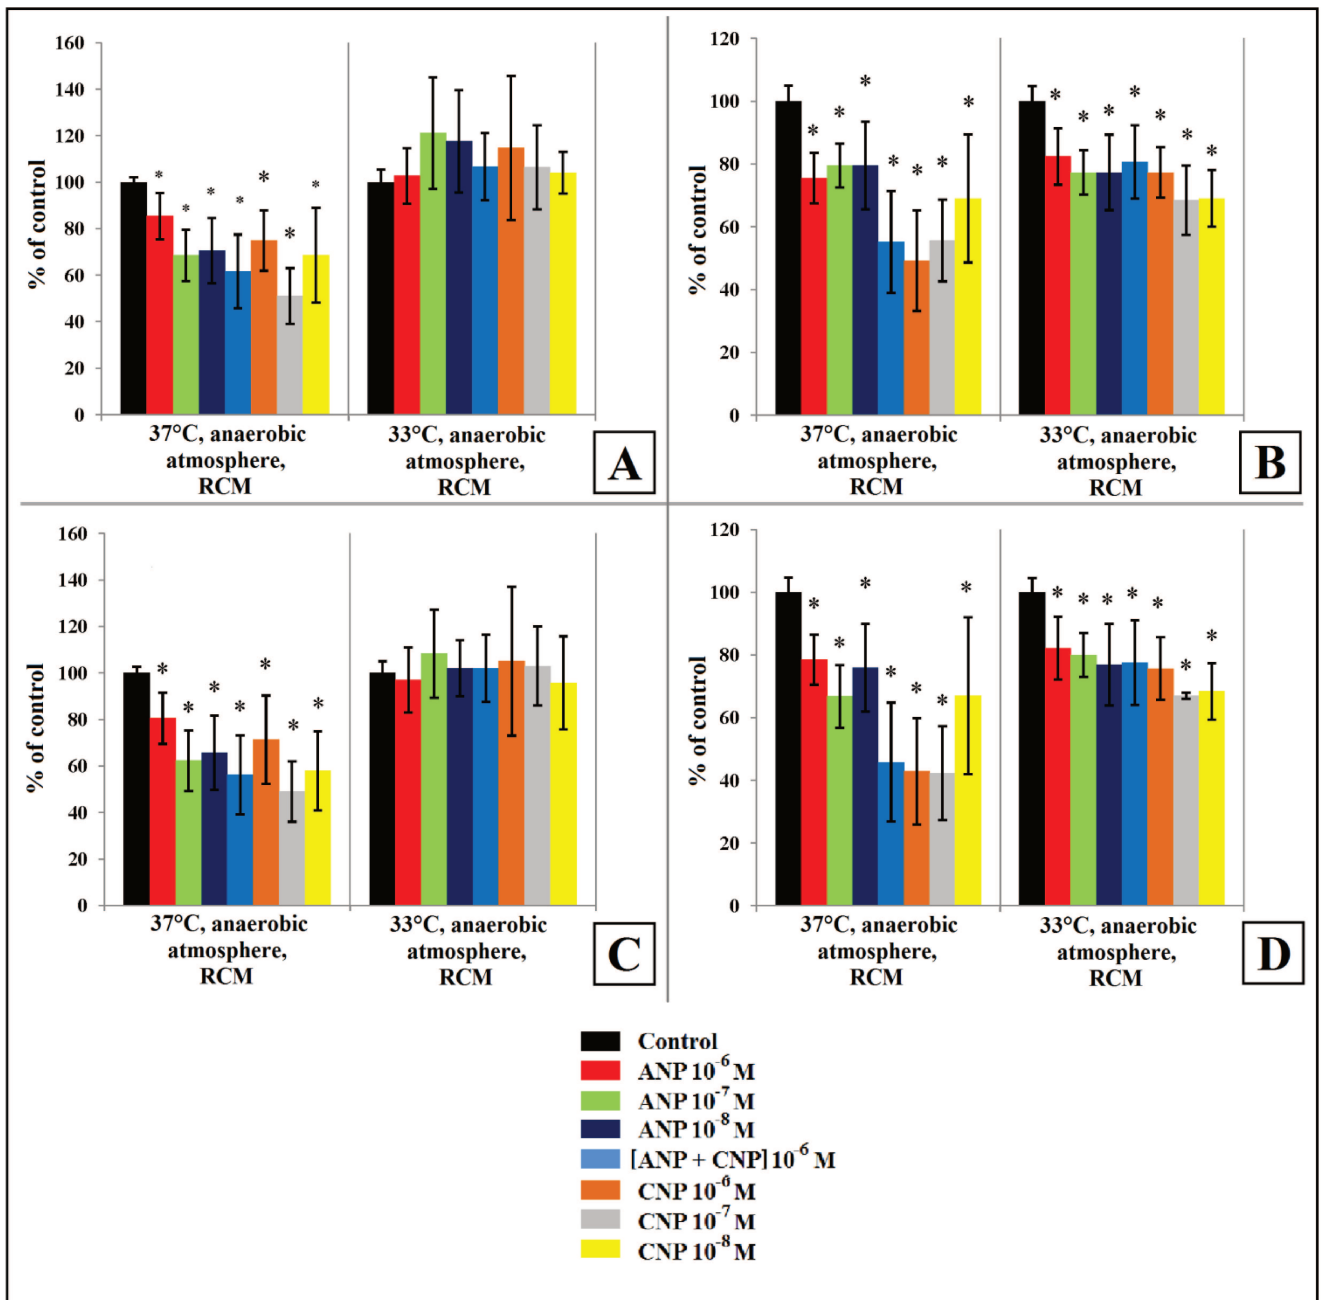 160
140
120
100
80
60
40
20
0
% of control
* * * * * * *
37°C, anaerobic
atmosphere,
RCM
33°C, anaerobic
atmosphere,
RCM
A
120
100
80
60
40
20
0
% of control
* * * * * * *
* * * * * * *
37°C, anaerobic
atmosphere,
RCM
33°C, anaerobic
atmosphere,
RCM
B
160
140
120
100
80
60
40
20
0
% of control
* * * * * * *
37°C, anaerobic
atmosphere,
RCM
33°C, anaerobic
atmosphere,
RCM
C
120
100
80
60
40
20
0
% of control
* * * * * * *
* * * * * * *
37°C, anaerobic
atmosphere,
RCM
33°C, anaerobic
atmosphere,
RCM
D
Control
ANP 10⁻⁶ M
ANP 10⁻⁷ M
ANP 10⁻⁸ M
[ANP + CNP] 10⁻⁶ M
CNP 10⁻⁶ M
CNP 10⁻⁷ M
CNP 10⁻⁸ M